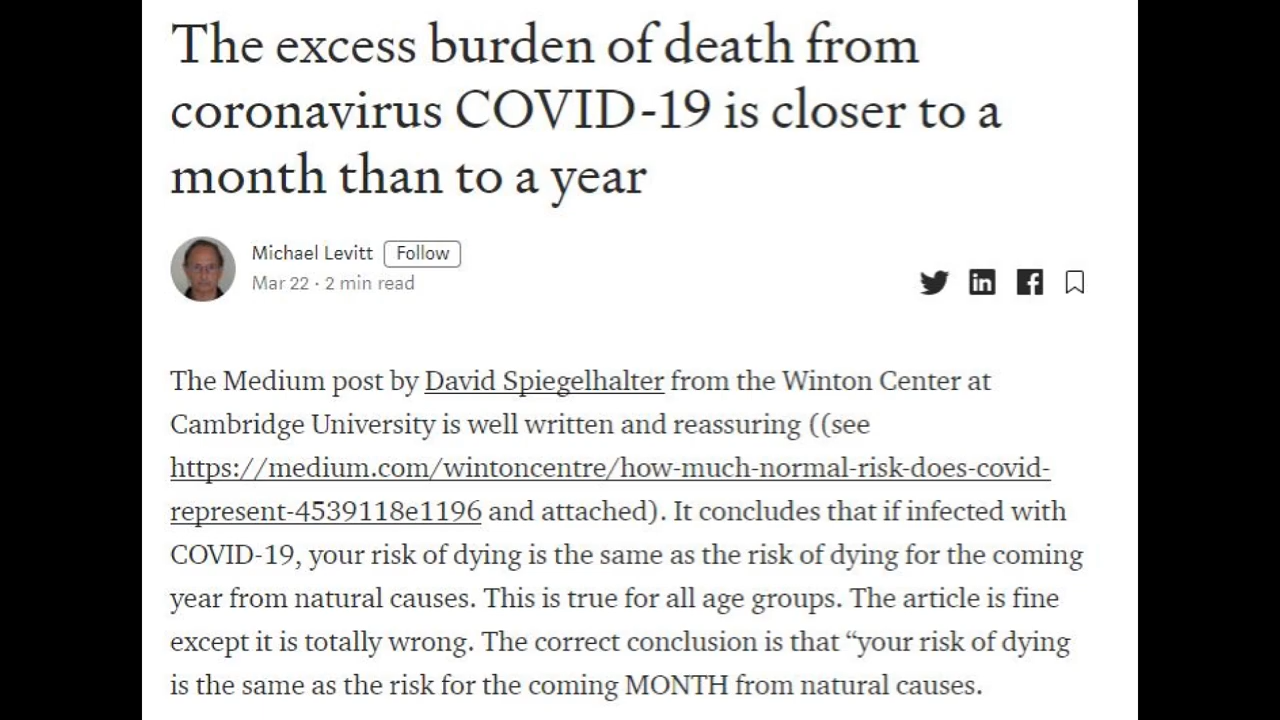 The excess burden of death from
coronavirus COVID-19 is closer to a
month than to a year
Michael Levitt Follow
Mar 22 · 2 min read
The Medium post by David Spiegelhalter from the Winton Center at
Cambridge University is well written and reassuring ((see
https://medium.com/wintoncentre/how-much-normal-risk-does-covid-
represent-4539118e1196 and attached). It concludes that if infected with
COVID-19, your risk of dying is the same as the risk of dying for the coming
year from natural causes. This is true for all age groups. The article is fine
except it is totally wrong. The correct conclusion is that “your risk of dying
is the same as the risk for the coming MONTH from natural causes.